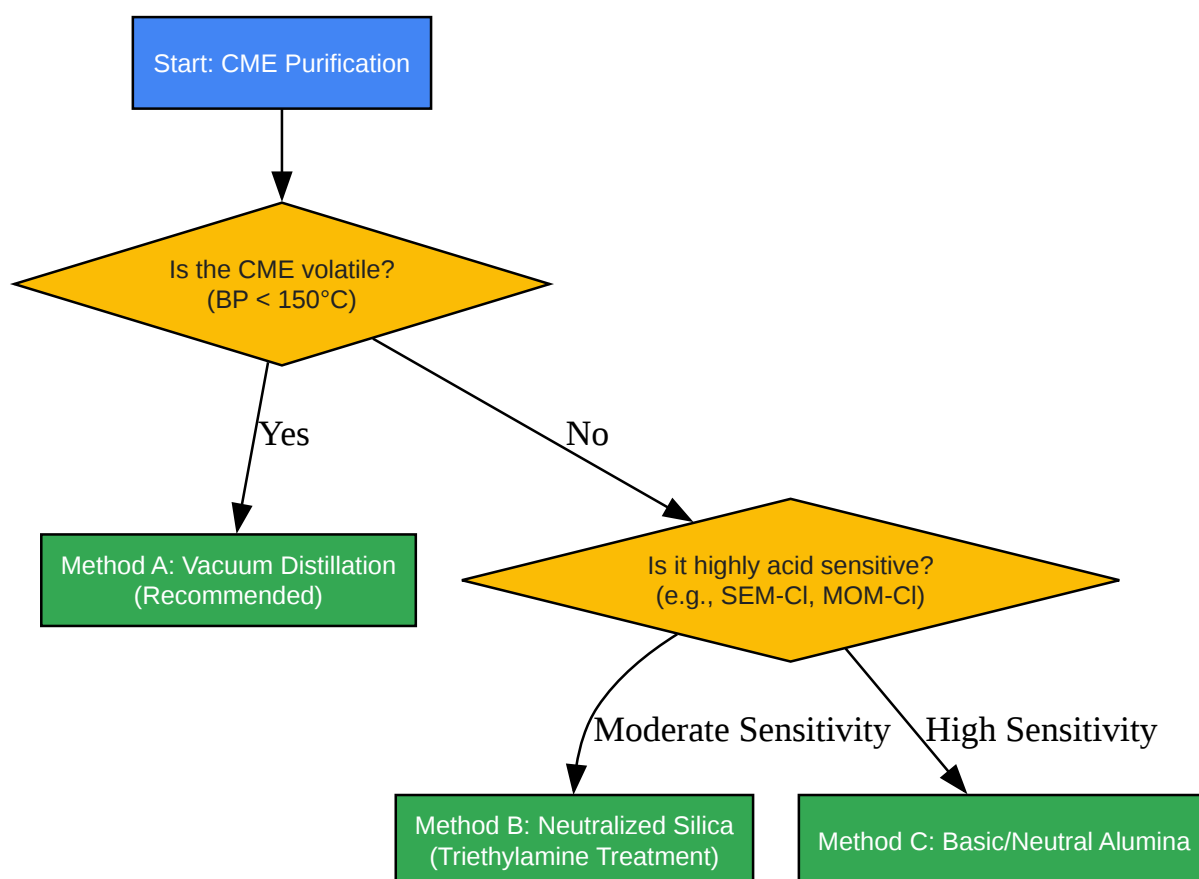 Start: CME Purification
Is the CME volatile?
(BP < 150°C)
Yes
No
Method A: Vacuum Distillation
(Recommended)
Is it highly acid sensitive?
(e.g., SEM-Cl, MOM-Cl)
Moderate Sensitivity
High Sensitivity
Method B: Neutralized Silica
(Triethylamine Treatment)
Method C: Basic/Neutral Alumina